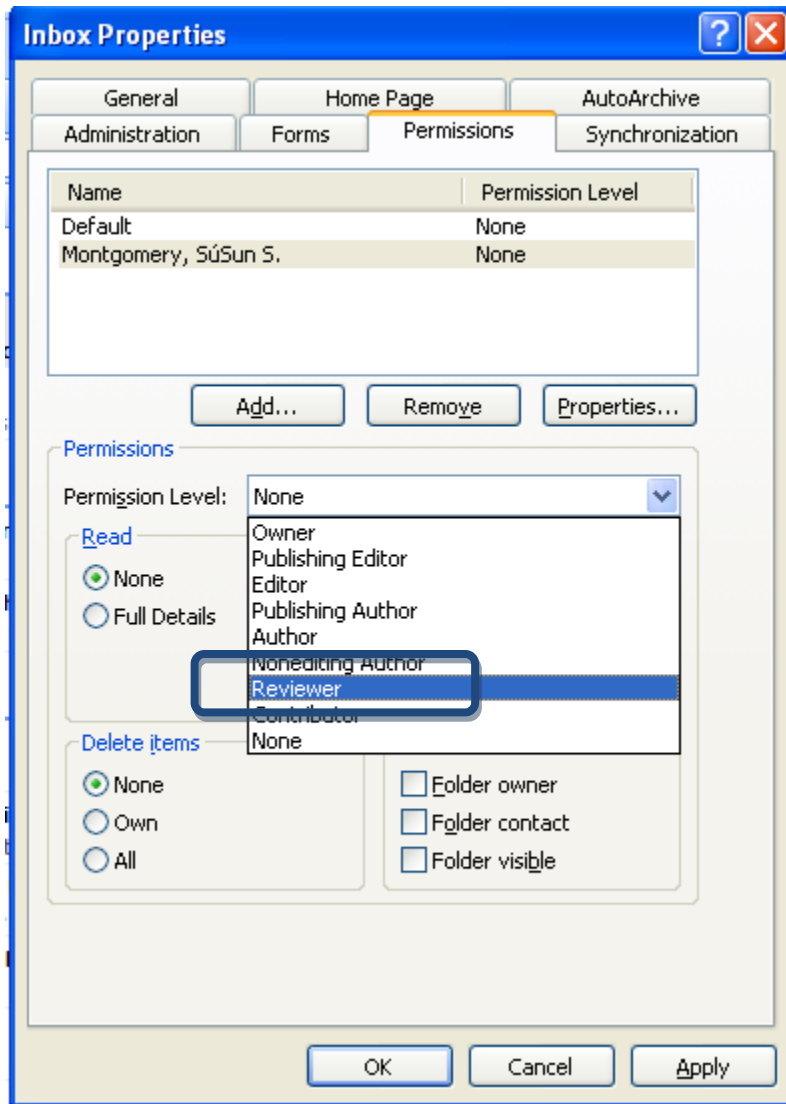 Inbox Properties
General Home Page AutoArchive
Administration Forms Permissions Synchronization
Name Permission Level
Default None
Montgomery, SúSun S. None
Add... Remove Properties...
Permissions
Permission Level: None
Owner
Publishing Editor
Editor
Publishing Author
Author
Nonediting Author
Reviewer
Contributor
None
Read
None
Full Details
Delete items
None
Own
All
Folder owner
Folder contact
Folder visible
OK Cancel Apply